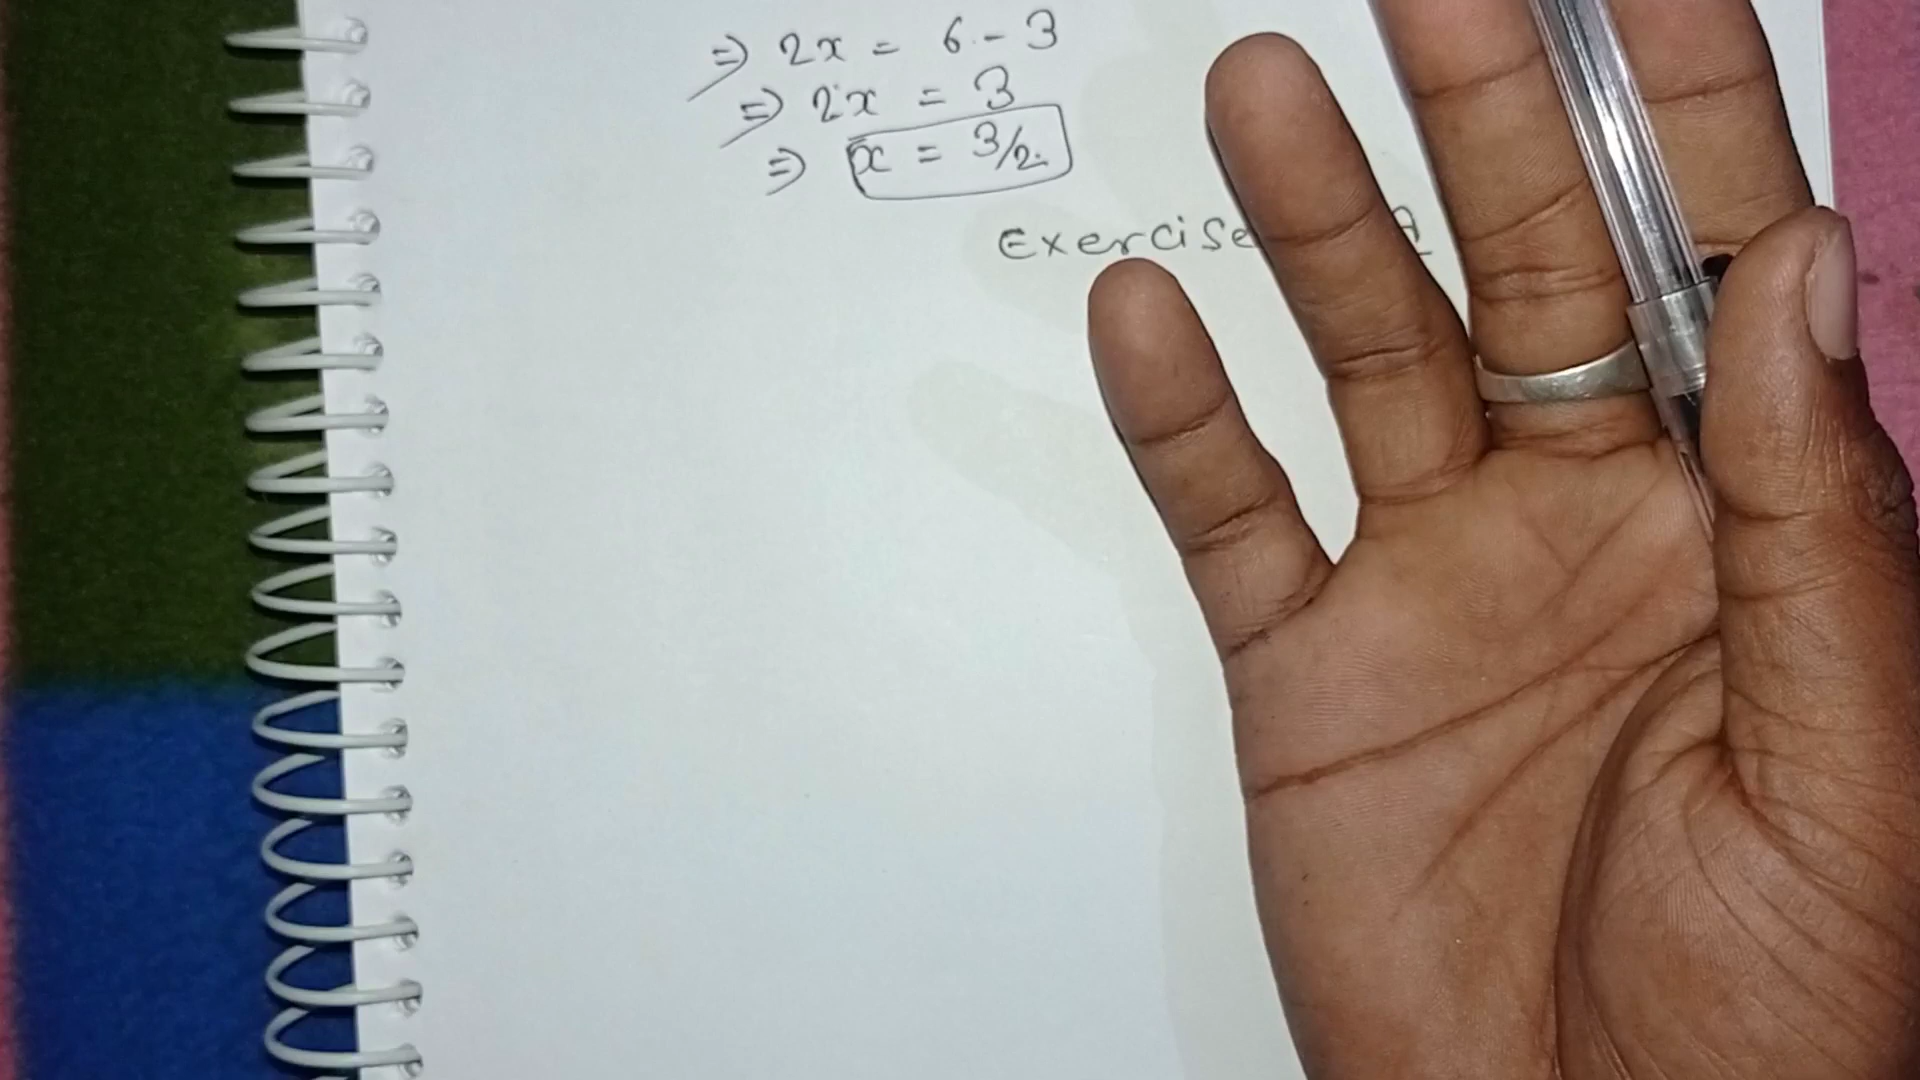 ⇒ 2x = 6 - 3
⇒ 2x = 3
⇒ x = 3/2.
Exercise